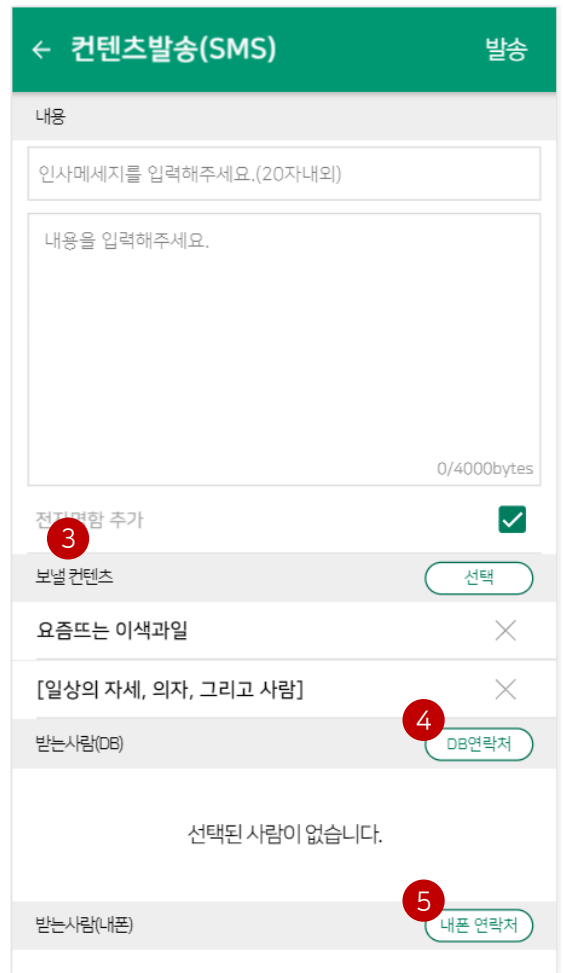 ← 컨텐츠발송(SMS) 발송
내용
인사메세지를 입력해주세요.(20자내외)
내용을 입력해주세요.
0/4000bytes
전자명함 추가
3
보낼 컨텐츠 선택
요즘뜨는 이색과일
[일상의 자세, 의자, 그리고 사람]
4
받는사람(DB) DB연락처
선택된 사람이 없습니다.
5
받는사람(내폰) 내폰 연락처